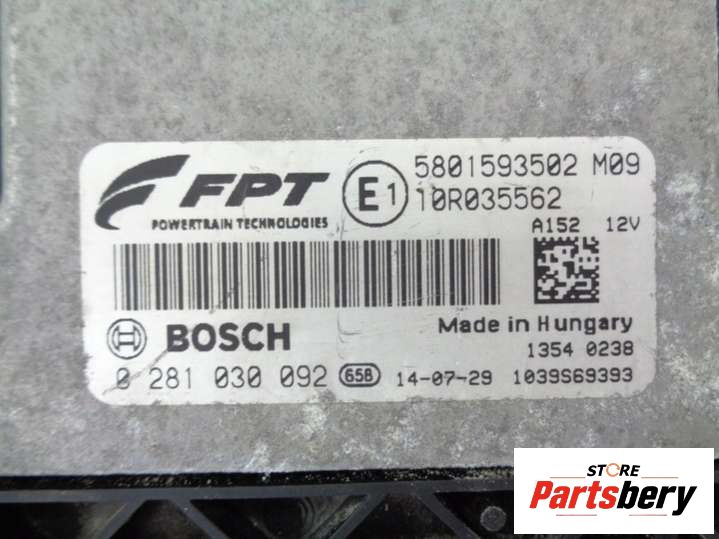 FPT
POWERTRAIN TECHNOLOGIES
E1
5801593502 M09
10R035562
A152 12V
BOSCH
Made in Hungary
1354 0238
0 281 030 092 658 14-07-29 1039S69393
STORE
Partsbery